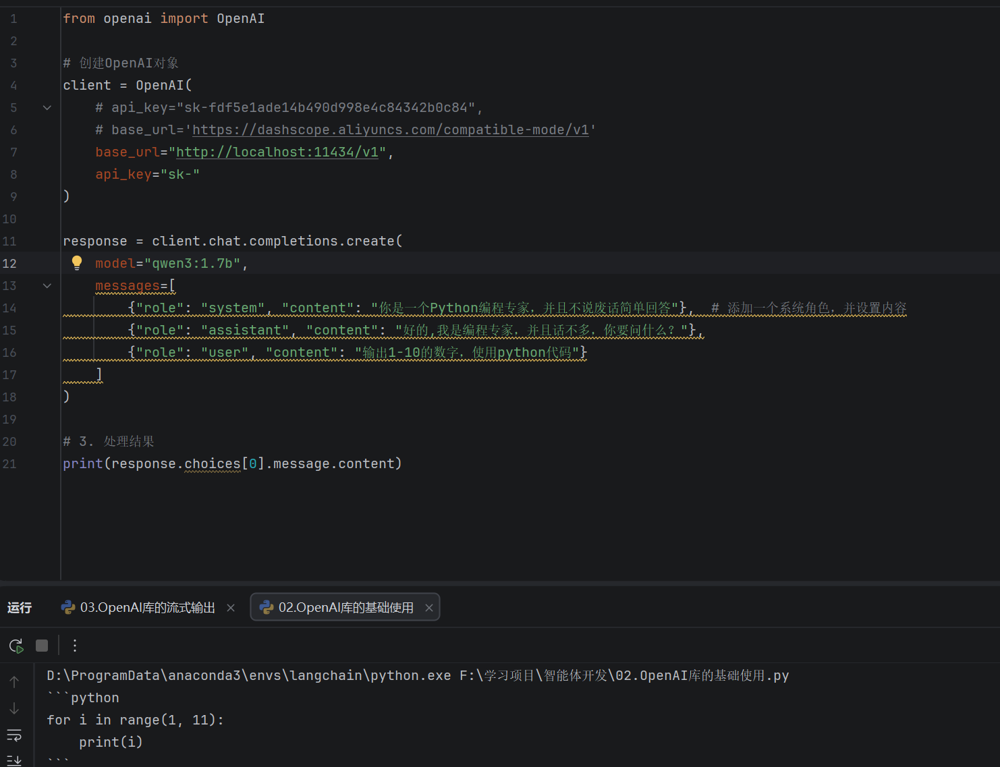 1 from openai import OpenAI
2
3 # 创建OpenAI对象
4 client = OpenAI(
5 # api_key="sk-fdf5e1ade14b490d998e4c84342b0c84",
6 # base_url='https://dashscope.aliyuncs.com/compatible-mode/v1'
7 base_url="http://localhost:11434/v1",
8 api_key="sk-"
9 )
10
11 response = client.chat.completions.create(
12 model="qwen3:1.7b",
13 messages=[
14 {"role": "system", "content": "你是一个Python编程专家，并且不说废话简单回答"}, # 添加一个系统角色，并设置内容
15 {"role": "assistant", "content": "好的,我是编程专家，并且话不多，你要问什么？"},
16 {"role": "user", "content": "输出1-10的数字，使用python代码"}
17 ]
18 )
19
20 # 3. 处理结果
21 print(response.choices[0].message.content)
运行 03.OpenAI库的流式输出 02.OpenAI库的基础使用
D:\ProgramData\anaconda3\envs\langchain\python.exe F:\学习项目\智能体开发\02.OpenAI库的基础使用.py
```python
for i in range(1, 11):
    print(i)
```